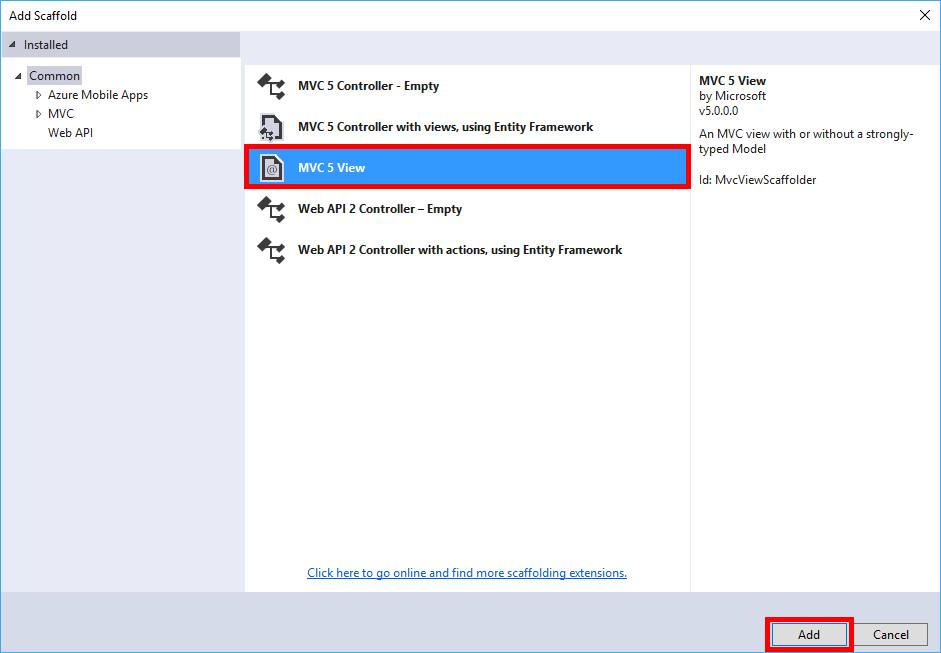 Add Scaffold
Installed
Common
Azure Mobile Apps
MVC
Web API
MVC 5 Controller - Empty
MVC 5 Controller with views, using Entity Framework
@
MVC 5 View
Web API 2 Controller – Empty
Web API 2 Controller with actions, using Entity Framework
Click here to go online and find more scaffolding extensions.
MVC 5 View
by Microsoft
v5.0.0.0
An MVC view with or without a strongly-
typed Model
Id: MvcViewScaffolder
Add
Cancel